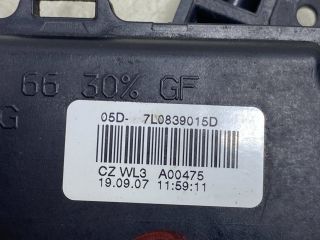 66 30% GF
G
05D- 7L0839015D
CZ WL3 A00475
19.09.07 11:59:11